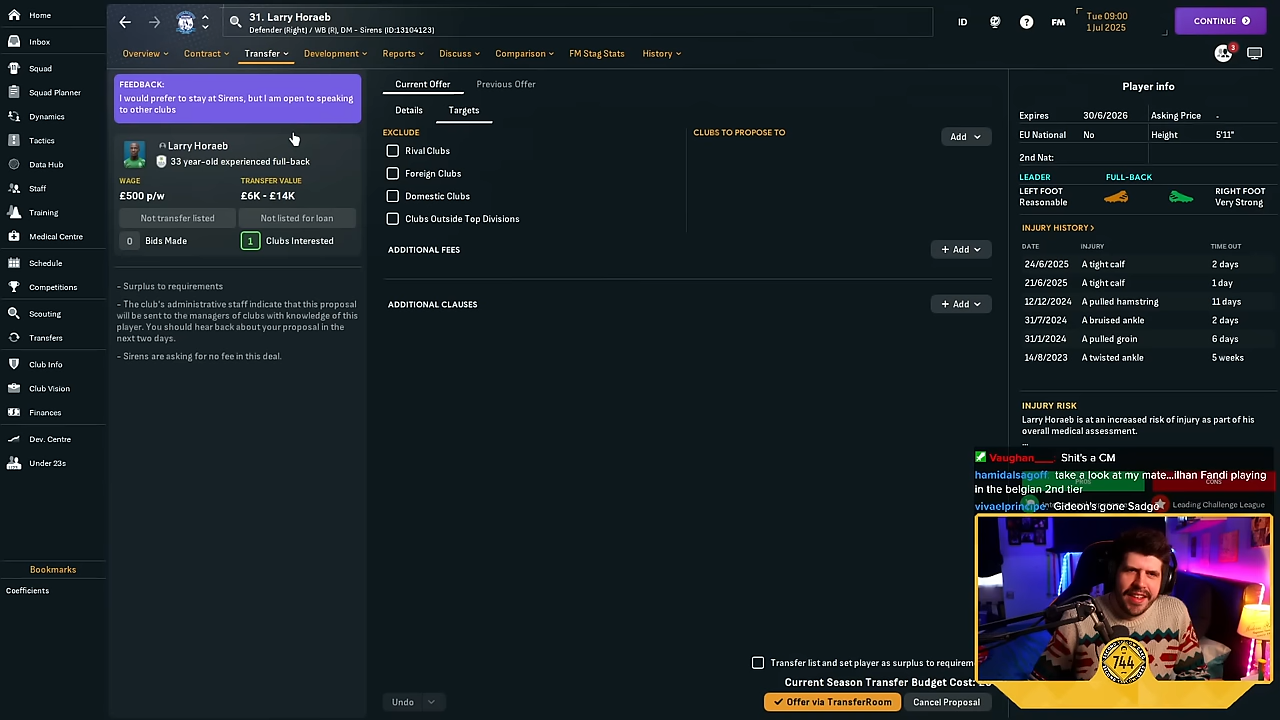 Home
Inbox
Squad
Squad Planner
Dynamics
Tactics
Data Hub
Staff
Training
Medical Centre
Schedule
Competitions
Scouting
Transfers
Club Info
Club Vision
Finances
Dev. Centre
Under 23s
Bookmarks
Coefficients
31. Larry Horaeb
Defender (Right) / WB (R), DM - Sirens (ID:13104123)
ID
?
FM
Tue 09:00
1 Jul 2025
CONTINUE
3
Overview
Contract
Transfer
Development
Reports
Discuss
Comparison
FM Stag Stats
History
FEEDBACK:
I would prefer to stay at Sirens, but I am open to speaking
to other clubs
Larry Horaeb
33 year-old experienced full-back
WAGE
TRANSFER VALUE
£500 p/w
£6K - £14K
Not transfer listed
Not listed for loan
0 Bids Made
1 Clubs Interested
- Surplus to requirements
- The club's administrative staff indicate that this proposal
will be sent to the managers of clubs with knowledge of this
player. You should hear back about your proposal in the
next two days.
- Sirens are asking for no fee in this deal.
Current Offer
Previous Offer
Details
Targets
EXCLUDE
Rival Clubs
Foreign Clubs
Domestic Clubs
Clubs Outside Top Divisions
CLUBS TO PROPOSE TO
Add
ADDITIONAL FEES
+ Add
ADDITIONAL CLAUSES
+ Add
Transfer list and set player as surplus to requirem
Current Season Transfer Budget Cost:
Undo
Offer via TransferRoom
Cancel Proposal
Player info
Expires 30/6/2026 Asking Price -
EU National No Height 5'11"
2nd Nat:
LEADER FULL-BACK
LEFT FOOT
Reasonable
RIGHT FOOT
Very Strong
INJURY HISTORY >
DATE INJURY TIME OUT
24/6/2025 A tight calf 2 days
21/6/2025 A tight calf 1 day
12/12/2024 A pulled hamstring 11 days
31/7/2024 A bruised ankle 2 days
31/1/2024 A pulled groin 6 days
14/8/2023 A twisted ankle 5 weeks
INJURY RISK
Larry Horaeb is at an increased risk of injury as part of his
overall medical assessment.
...
Vaughan___: Shit's a CM
hamidalsagoff: take a look at my mate...ilhan Fandi playing
in the belgian 2nd tier
PROS
CONS
vivaelprincipe: Gideon's gone Sadgo
Leading Challenge League
744